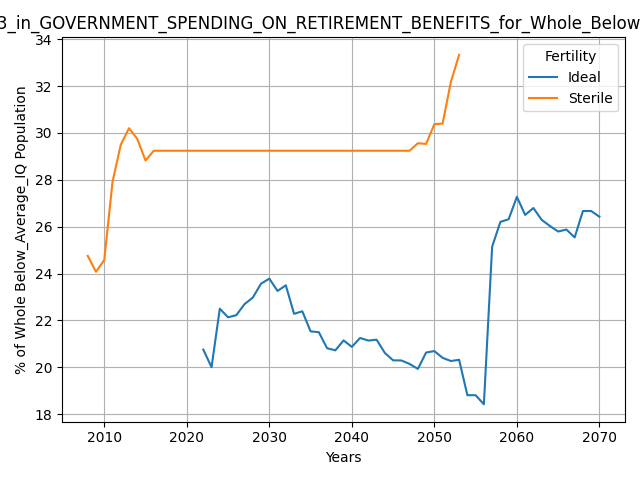 3_in_GOVERNMENT_SPENDING_ON_RETIREMENT_BENEFITS_for_Whole_Below
34
32
30
28
26
24
22
20
18
% of Whole Below_Average_IQ Population
Fertility
Ideal
Sterile
2010 2020 2030 2040 2050 2060 2070
Years